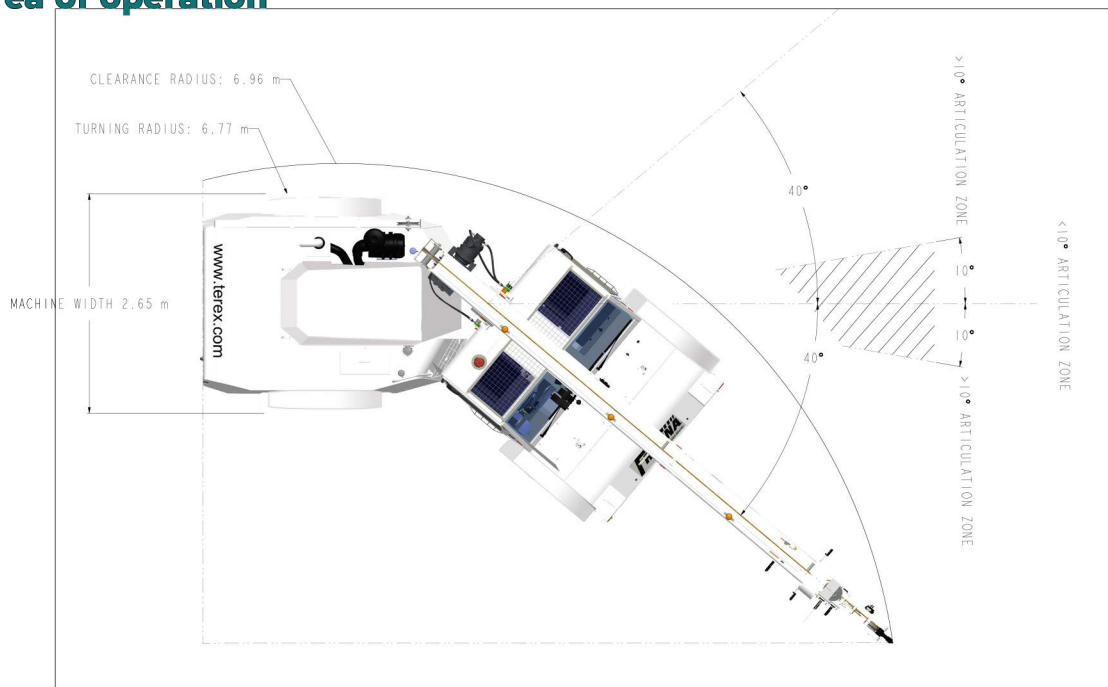 ea of operation
CLEARANCE RADIUS: 6.96 m
TURNING RADIUS: 6.77 m
MACHINE WIDTH 2.65 m
www.terex.com
40°
40°
>10° ARTICULATION ZONE
10°
<10° ARTICULATION ZONE
10°
>10° ARTICULATION ZONE